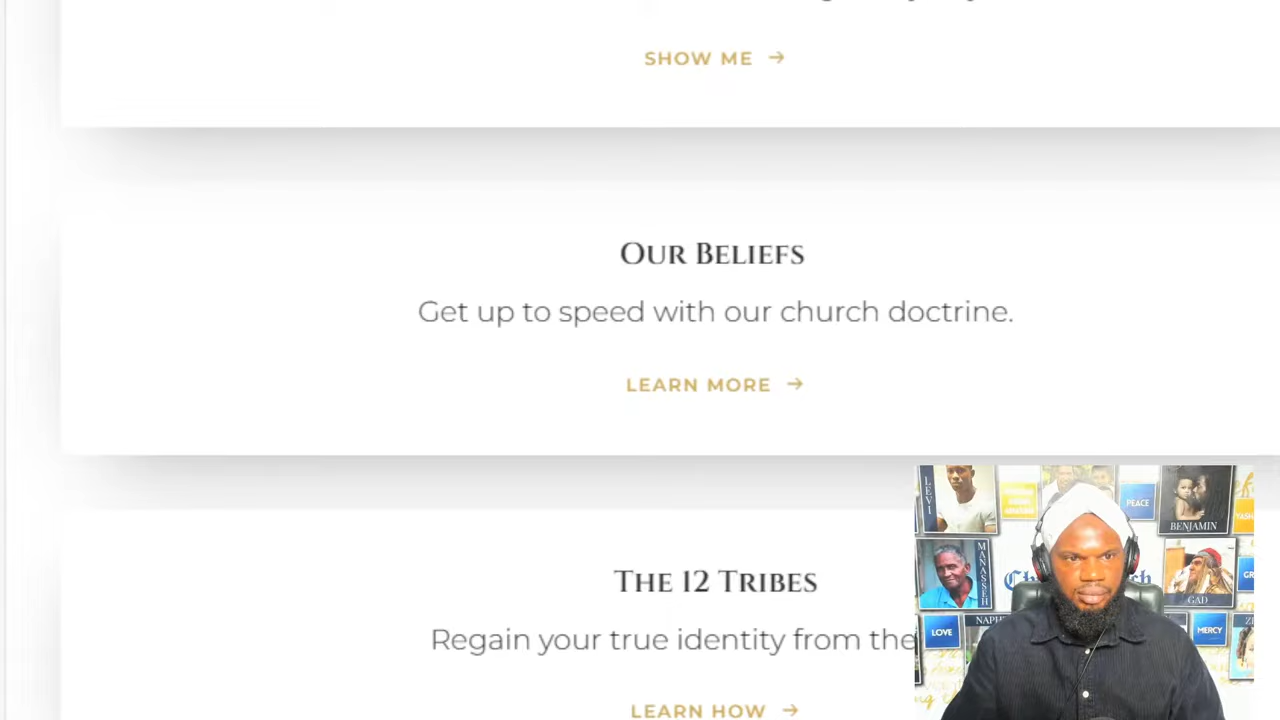 SHOW ME
OUR BELIEFS
Get up to speed with our church doctrine.
LEARN MORE
THE 12 TRIBES
Regain your true identity from the
LEARN HOW
LEVI
PEACE
BENJAMIN
MANASSEH
GAD
LOVE
MERCY